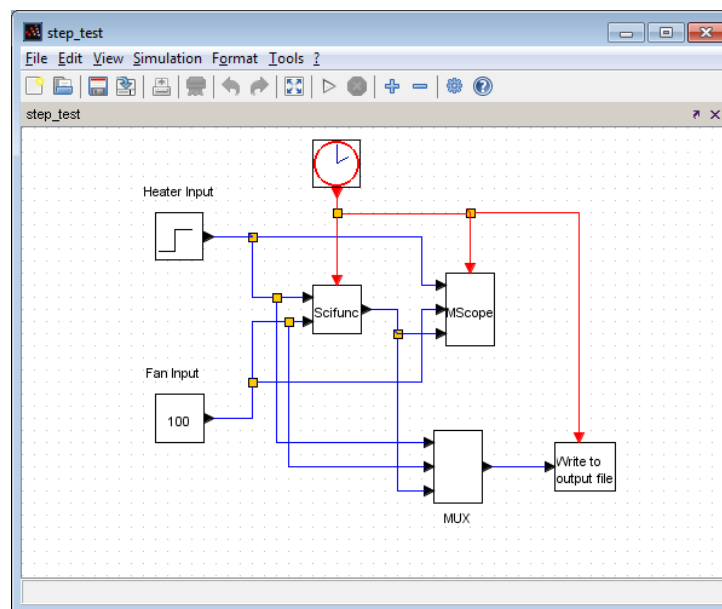 step_test
File Edit View Simulation Format Tools ?
step_test
Heater Input
Scifunc
MScope
Fan Input
100
Write to
output file
MUX